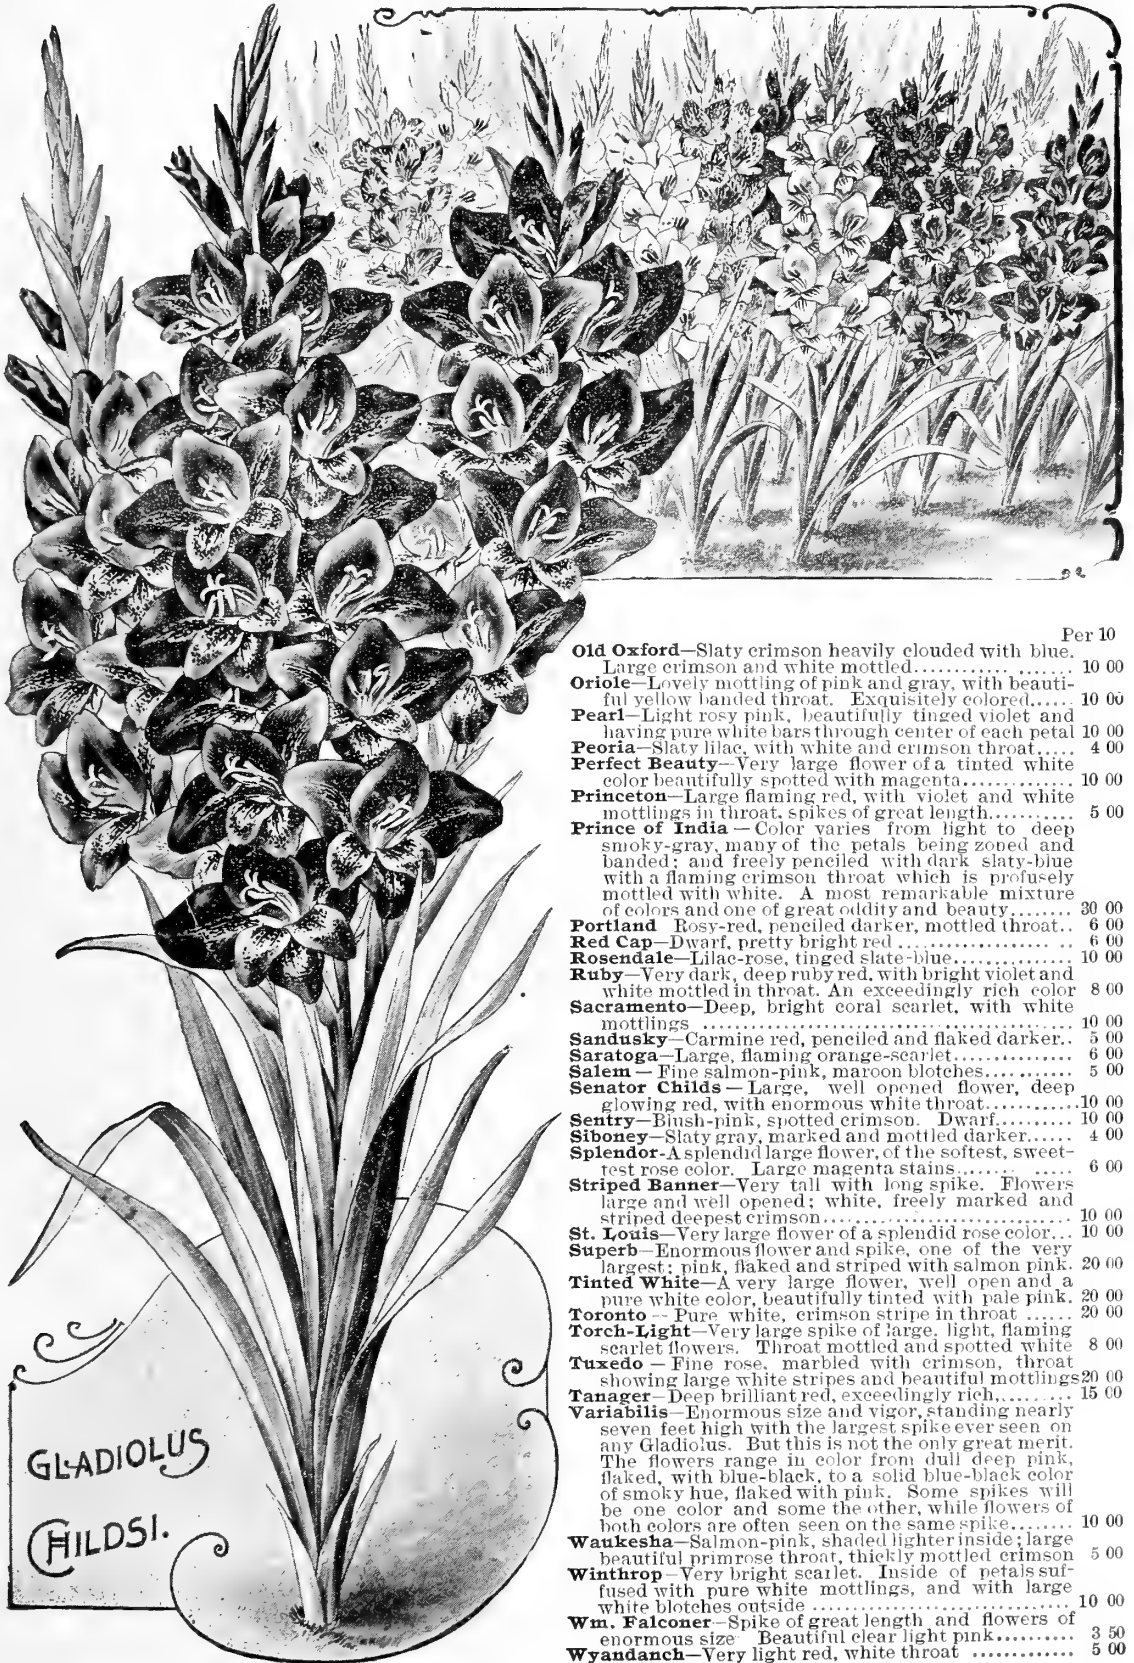 Per 10
Old Oxford—Slaty crimson heavily clouded with blue.
Large crimson and white mottled............ ........ 10 00
Oriole—Lovely mottling of pink and gray, with beauti-
ful yellow banded throat. Exquisitely colored..... 10 00
Pearl—Light rosy pink, beautifully tinged violet and
having pure white bars through center of each petal 10 00
Peoria—Slaty lilac, with white and crimson throat..... 4 00
Perfect Beauty—Very large flower of a tinted white
color beautifully spotted with magenta............. 10 00
Princeton—Large flaming red, with violet and white
mottlings in throat, spikes of great length.......... 5 00
Prince of India — Color varies from light to deep
smoky-gray, many of the petals being zoned and
banded; and freely penciled with dark slaty-blue
with a flaming crimson throat which is profusely
mottled with white. A most remarkable mixture
of colors and one of great oddity and beauty........ 30 00
Portland Rosy-red, penciled darker, mottled throat.. 6 00
Red Cap—Dwarf, pretty bright red ................... 6 00
Rosendale—Lilac-rose, tinged slate-blue.............. 10 00
Ruby—Very dark, deep ruby red, with bright violet and
white mottled in throat. An exceedingly rich color 8 00
Sacramento—Deep, bright coral scarlet, with white
mottlings ........................................ 10 00
Sandusky—Carmine red, penciled and flaked darker.. 5 00
Saratoga—Large, flaming orange-scarlet.............. 6 00
Salem — Fine salmon-pink, maroon blotches........... 5 00
Senator Childs — Large, well opened flower, deep
glowing red, with enormous white throat...........10 00
Sentry—Blush-pink, spotted crimson. Dwarf.......... 10 00
Siboney—Slaty gray, marked and mottled darker...... 4 00
Splendor-A splendid large flower, of the softest, sweet-
test rose color. Large magenta stains........ ..... 6 00
Striped Banner—Very tall with long spike. Flowers
large and well opened; white, freely marked and
striped deepest crimson............................ 10 00
St. Louis—Very large flower of a splendid rose color... 10 00
Superb—Enormous flower and spike, one of the very
largest; pink, flaked and striped with salmon pink. 20 00
Tinted White—A very large flower, well open and a
pure white color, beautifully tinted with pale pink. 20 00
Toronto -- Pure white, crimson stripe in throat ...... 20 00
Torch-Light—Very large spike of large, light, flaming
scarlet flowers. Throat mottled and spotted white 8 00
Tuxedo — Fine rose, marbled with crimson, throat
showing large white stripes and beautiful mottlings 20 00
Tanager—Deep brilliant red, exceedingly rich,........ 15 00
Variabilis—Enormous size and vigor, standing nearly
seven feet high with the largest spike ever seen on
any Gladiolus. But this is not the only great merit.
The flowers range in color from dull deep pink,
flaked, with blue-black, to a solid blue-black color
of smoky hue, flaked with pink. Some spikes will
be one color and some the other, while flowers of
both colors are often seen on the same spike........ 10 00
Waukesha—Salmon-pink, shaded lighter inside; large
beautiful primrose throat, thickly mottled crimson 5 00
Winthrop—Very bright scarlet. Inside of petals suf-
fused with pure white mottlings, and with large
white blotches outside ............................ 10 00
Wm. Falconer—Spike of great length and flowers of
enormous size Beautiful clear light pink.......... 3 50
Wyandanch—Very light red, white throat ............. 5 00
GLADIOLUS
CHILDSI.